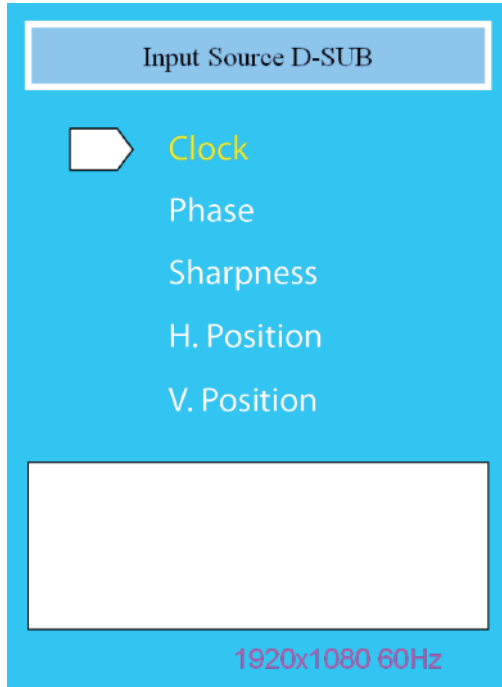 Input Source D-SUB
Clock
Phase
Sharpness
H. Position
V. Position
1920x1080 60Hz